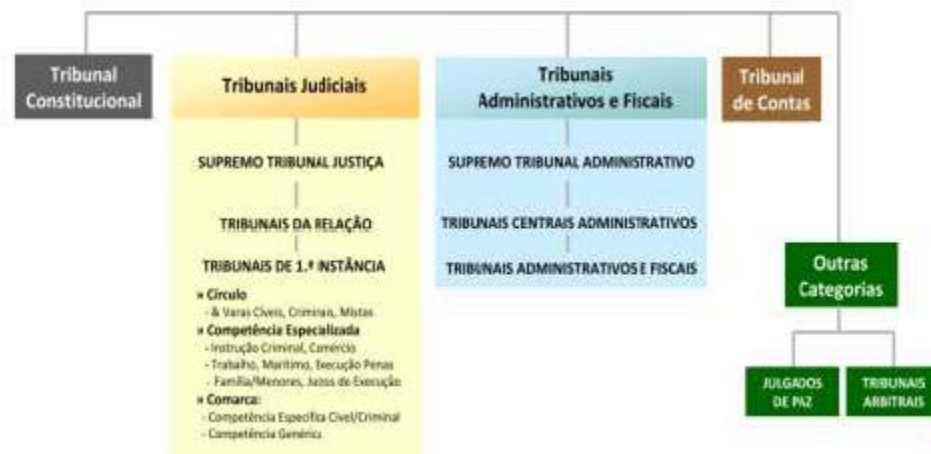 Tribunal
Constitucional
Tribunais Judiciais
SUPREMO TRIBUNAL JUSTIÇA
TRIBUNAIS DA RELAÇÃO
TRIBUNAIS DE 1.ª INSTÂNCIA
» Círculo
- & Varas Cíveis, Criminais, Mistas
» Competência Especializada
- Instrução Criminal, Comércio
- Trabalho, Marítimo, Execução Penas
- Família/Menores, Juízos de Execução
» Comarca:
- Competência Específica Cível/Criminal
- Competência Genérica
Tribunais
Administrativos e Fiscais
SUPREMO TRIBUNAL ADMINISTRATIVO
TRIBUNAIS CENTRAIS ADMINISTRATIVOS
TRIBUNAIS ADMINISTRATIVOS E FISCAIS
Tribunal
de Contas
Outras
Categorias
JULGADOS
DE PAZ
TRIBUNAIS
ARBITRAIS